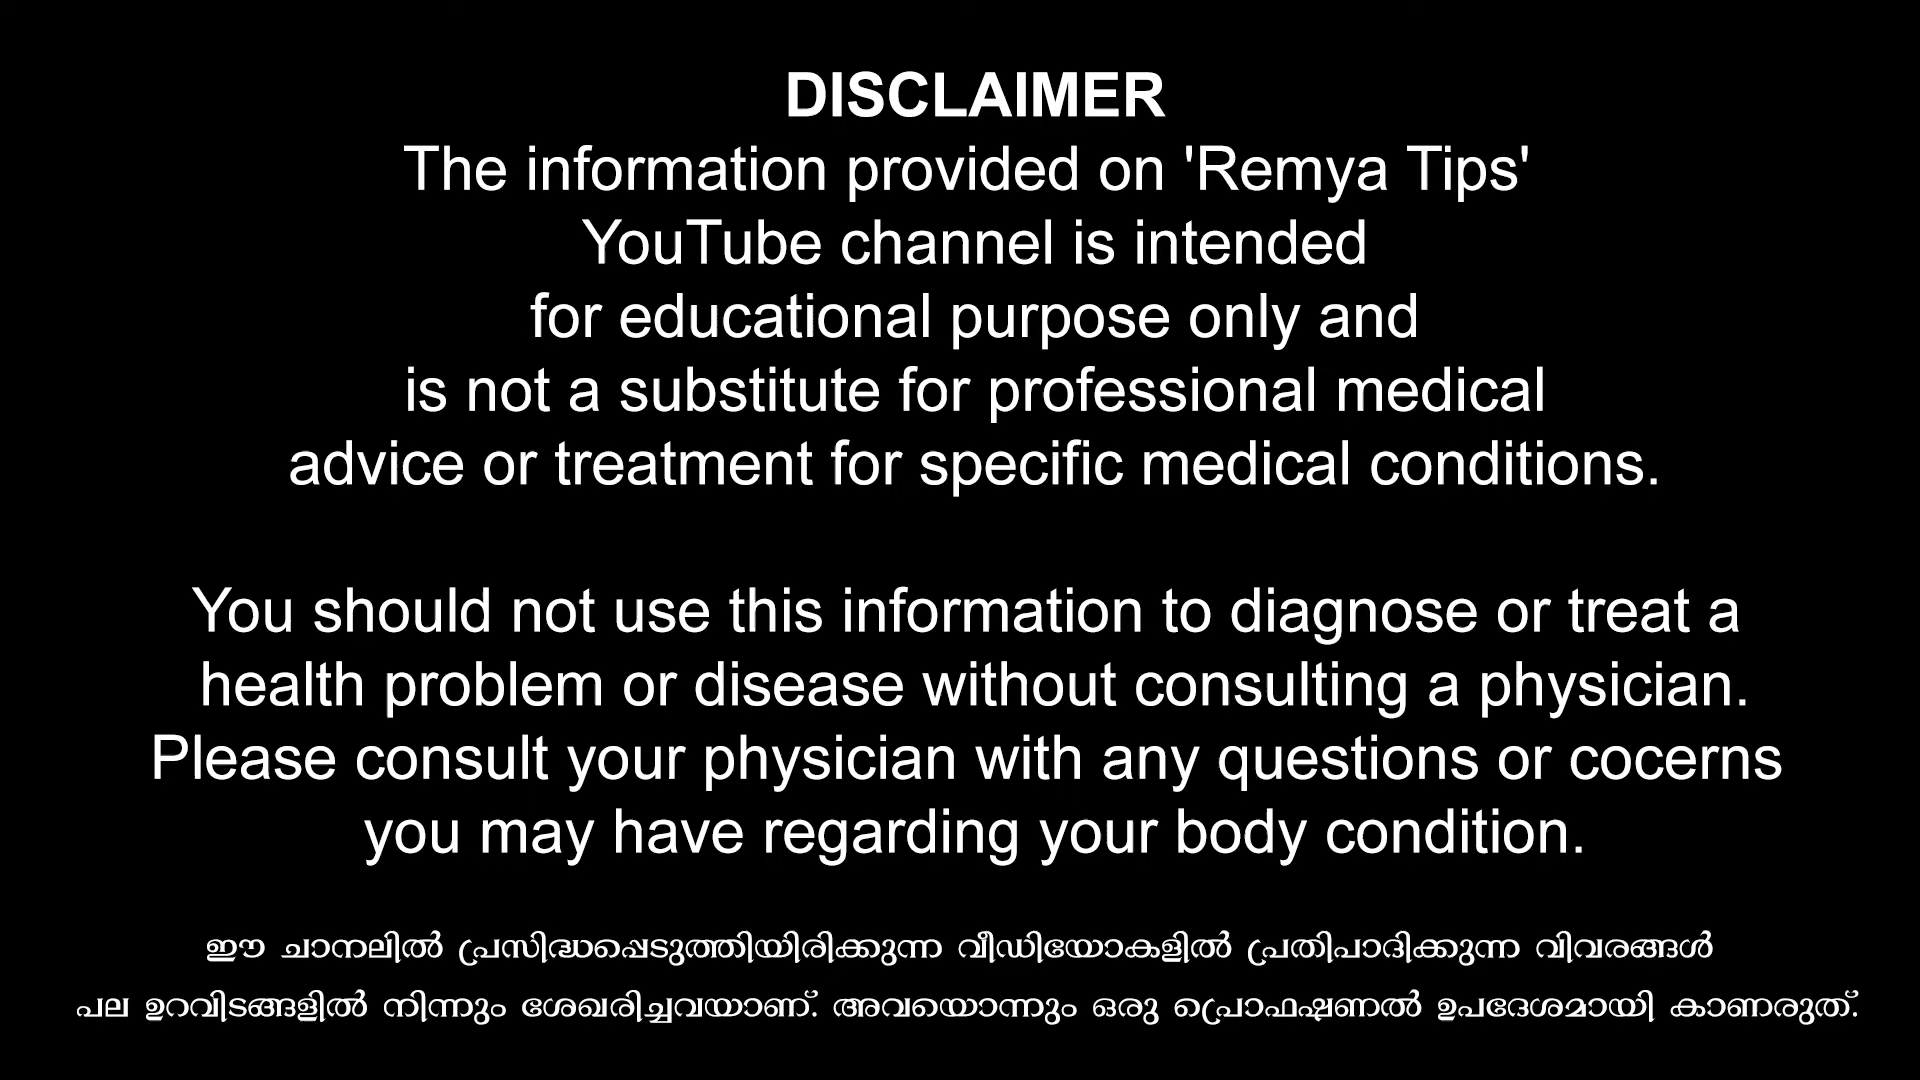 DISCLAIMER
The information provided on 'Remya Tips'
YouTube channel is intended
for educational purpose only and
is not a substitute for professional medical
advice or treatment for specific medical conditions.
You should not use this information to diagnose or treat a
health problem or disease without consulting a physician.
Please consult your physician with any questions or cocerns
you may have regarding your body condition.
ഈ ചാനലിൽ പ്രസിദ്ധപ്പെടുത്തിയിരിക്കുന്ന വീഡിയോകളിൽ പ്രതിപാദിക്കുന്ന വിവരങ്ങൾ
പല ഉറവിടങ്ങളിൽ നിന്നും ശേഖരിച്ചവയാണ്. അവയൊന്നും ഒരു പ്രൊഫഷണൽ ഉപദേശമായി കാണരുത്.